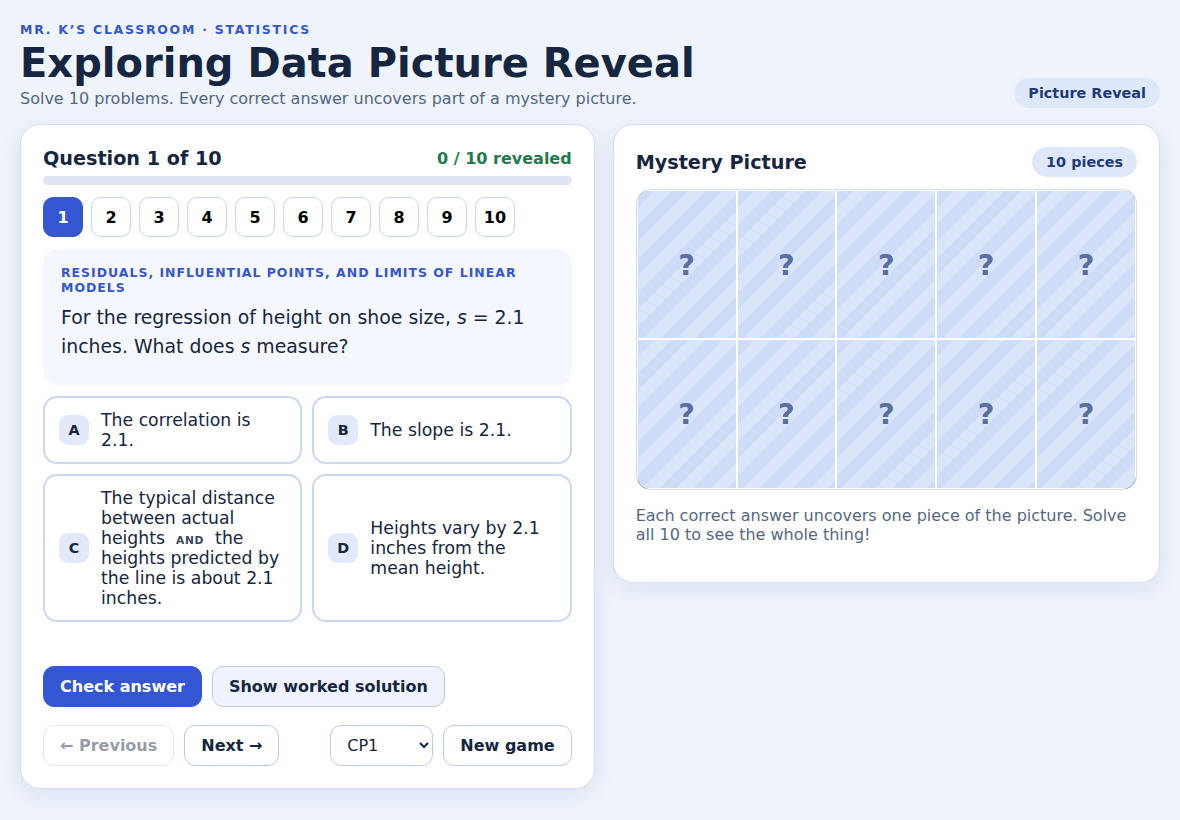 MR. K’S CLASSROOM · STATISTICS
Exploring Data Picture Reveal
Solve 10 problems. Every correct answer uncovers part of a mystery picture.
Picture Reveal
Question 1 of 10
0 / 10 revealed
1 2 3 4 5 6 7 8 9 10
RESIDUALS, INFLUENTIAL POINTS, AND LIMITS OF LINEAR
MODELS
For the regression of height on shoe size, s = 2.1
inches. What does s measure?
A
The correlation is
2.1.
B
The slope is 2.1.
C
The typical distance
between actual
heights AND the
heights predicted by
the line is about 2.1
inches.
D
Heights vary by 2.1
inches from the
mean height.
Check answer
Show worked solution
← Previous
Next →
CP1
New game
Mystery Picture
10 pieces
? ? ? ? ?
? ? ? ? ?
Each correct answer uncovers one piece of the picture. Solve
all 10 to see the whole thing!